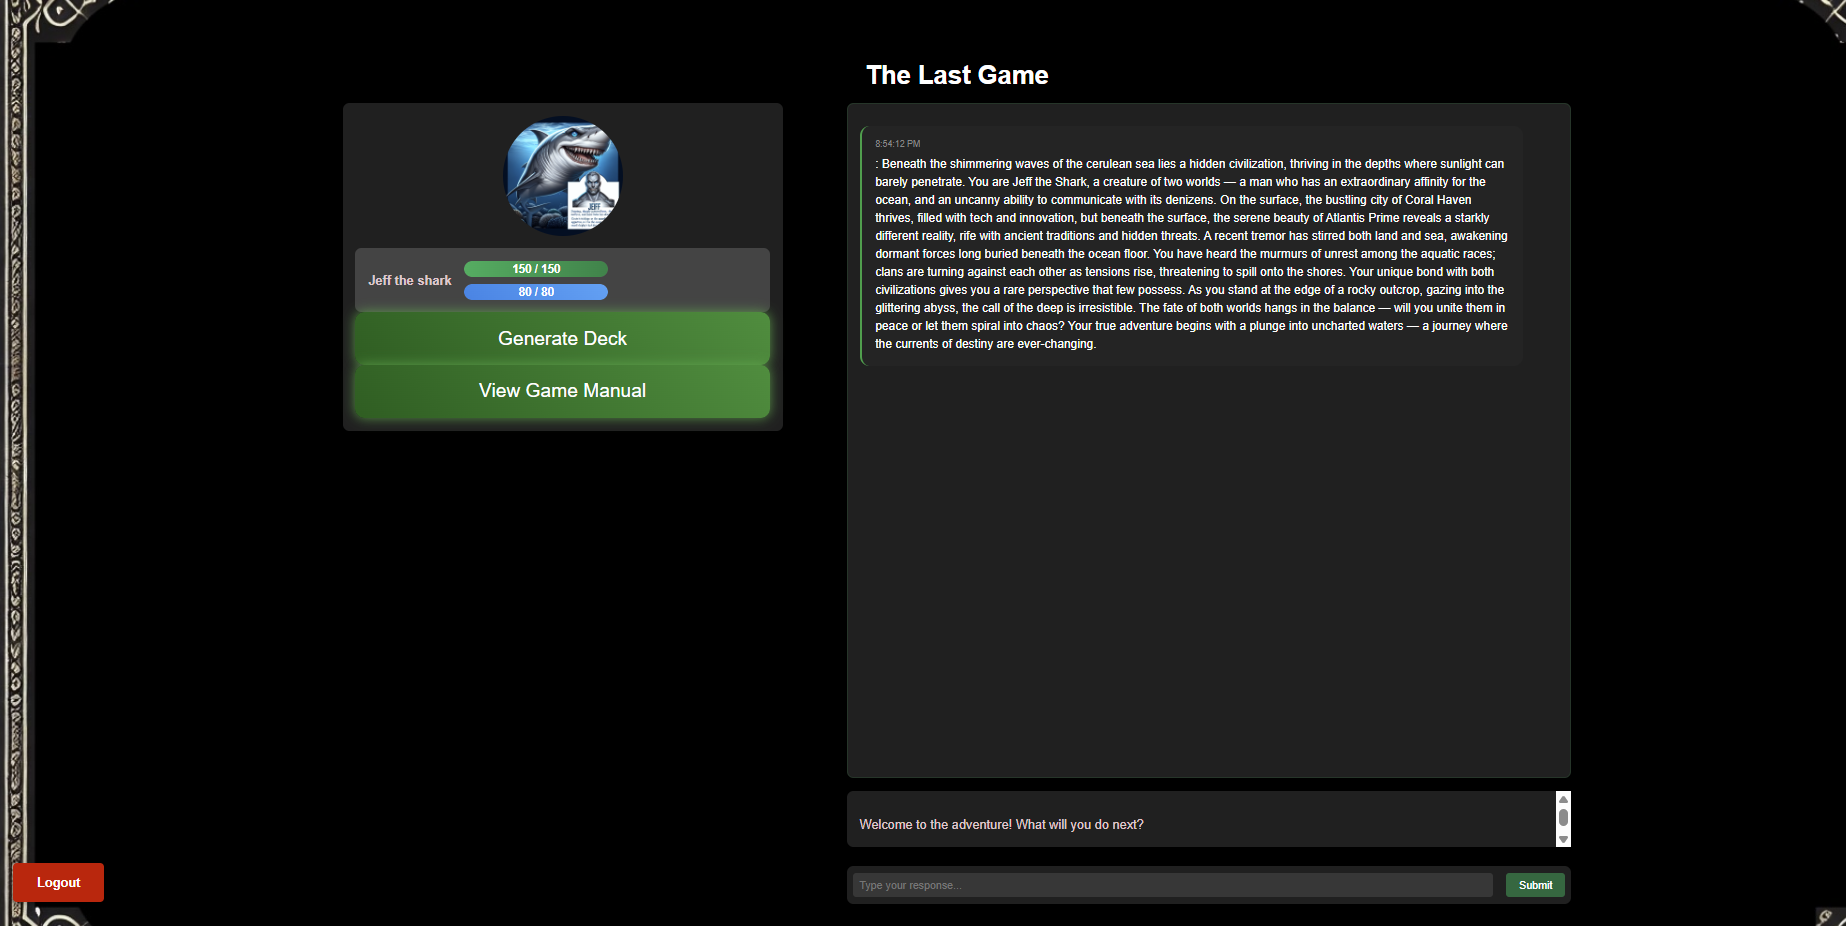 The Last Game
JEFF
Jeff the shark
150 / 150
80 / 80
Generate Deck
View Game Manual
8:54:12 PM
: Beneath the shimmering waves of the cerulean sea lies a hidden civilization, thriving in the depths where sunlight can
barely penetrate. You are Jeff the Shark, a creature of two worlds — a man who has an extraordinary affinity for the
ocean, and an uncanny ability to communicate with its denizens. On the surface, the bustling city of Coral Haven
thrives, filled with tech and innovation, but beneath the surface, the serene beauty of Atlantis Prime reveals a starkly
different reality, rife with ancient traditions and hidden threats. A recent tremor has stirred both land and sea, awakening
dormant forces long buried beneath the ocean floor. You have heard the murmurs of unrest among the aquatic races;
clans are turning against each other as tensions rise, threatening to spill onto the shores. Your unique bond with both
civilizations gives you a rare perspective that few possess. As you stand at the edge of a rocky outcrop, gazing into the
glittering abyss, the call of the deep is irresistible. The fate of both worlds hangs in the balance — will you unite them in
peace or let them spiral into chaos? Your true adventure begins with a plunge into uncharted waters — a journey where
the currents of destiny are ever-changing.
Welcome to the adventure! What will you do next?
Type your response...
Submit
Logout